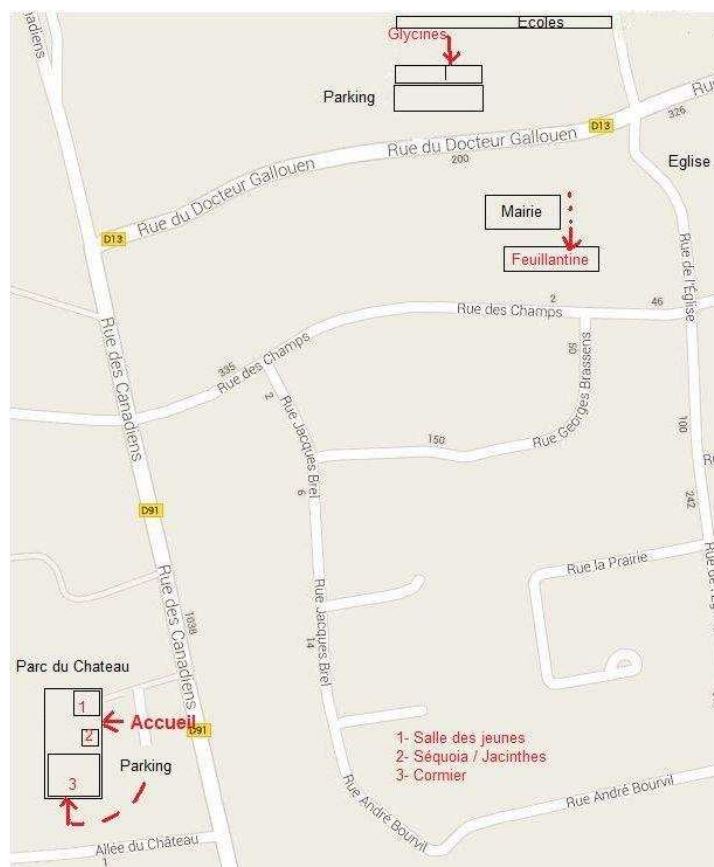 Ecoles
Glycines
Parking
D13
326
Rue du Docteur Gallouen
200
Eglise
Rue du Docteur Gallouen
Mairie
D13
Feuillantine
Rue de l'Église
2
46
Rue des Champs
Rue des Canadiens
50
335
Rue des Champs
Rue Georges Brassens
2
Rue Jacques Brel
150
100
6
242
D91
Rue la Prairie
Rue des Canadiens
1038
Rue Jacques Brel
14
Parc du Chateau
1
Accueil
D91
2
1- Salle des jeunes
2- Séquoia / Jacinthes
3- Cormier
Parking
3
Rue André Bourvil
Rue André Bourvil
Allée du Château
1